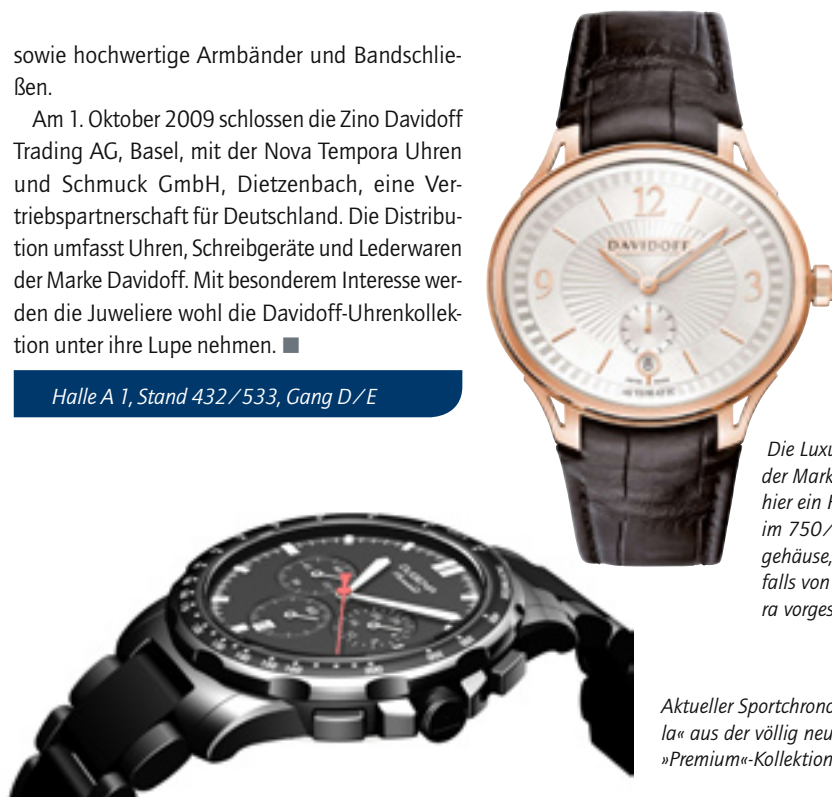 sowie hochwertige Armbänder und Bandschlie-
ßen.
Am 1. Oktober 2009 schlossen die Zino Davidoff
Trading AG, Basel, mit der Nova Tempora Uhren
und Schmuck GmbH, Dietzenbach, eine Ver-
triebspartnerschaft für Deutschland. Die Distribu-
tion umfasst Uhren, Schreibgeräte und Lederwaren
der Marke Davidoff. Mit besonderem Interesse wer-
den die Juweliere wohl die Davidoff-Uhrenkollek-
tion unter ihre Lupe nehmen. ■
Halle A 1, Stand 432/533, Gang D/E
12
DAVIDOFF
9
3
AUTOMATIC
Die Luxu
der Mark
hier ein
im 750/
gehäuse,
falls von
ra vorges
Aktueller Sportchrono
la« aus der völlig neu
»Premium«-Kollektion